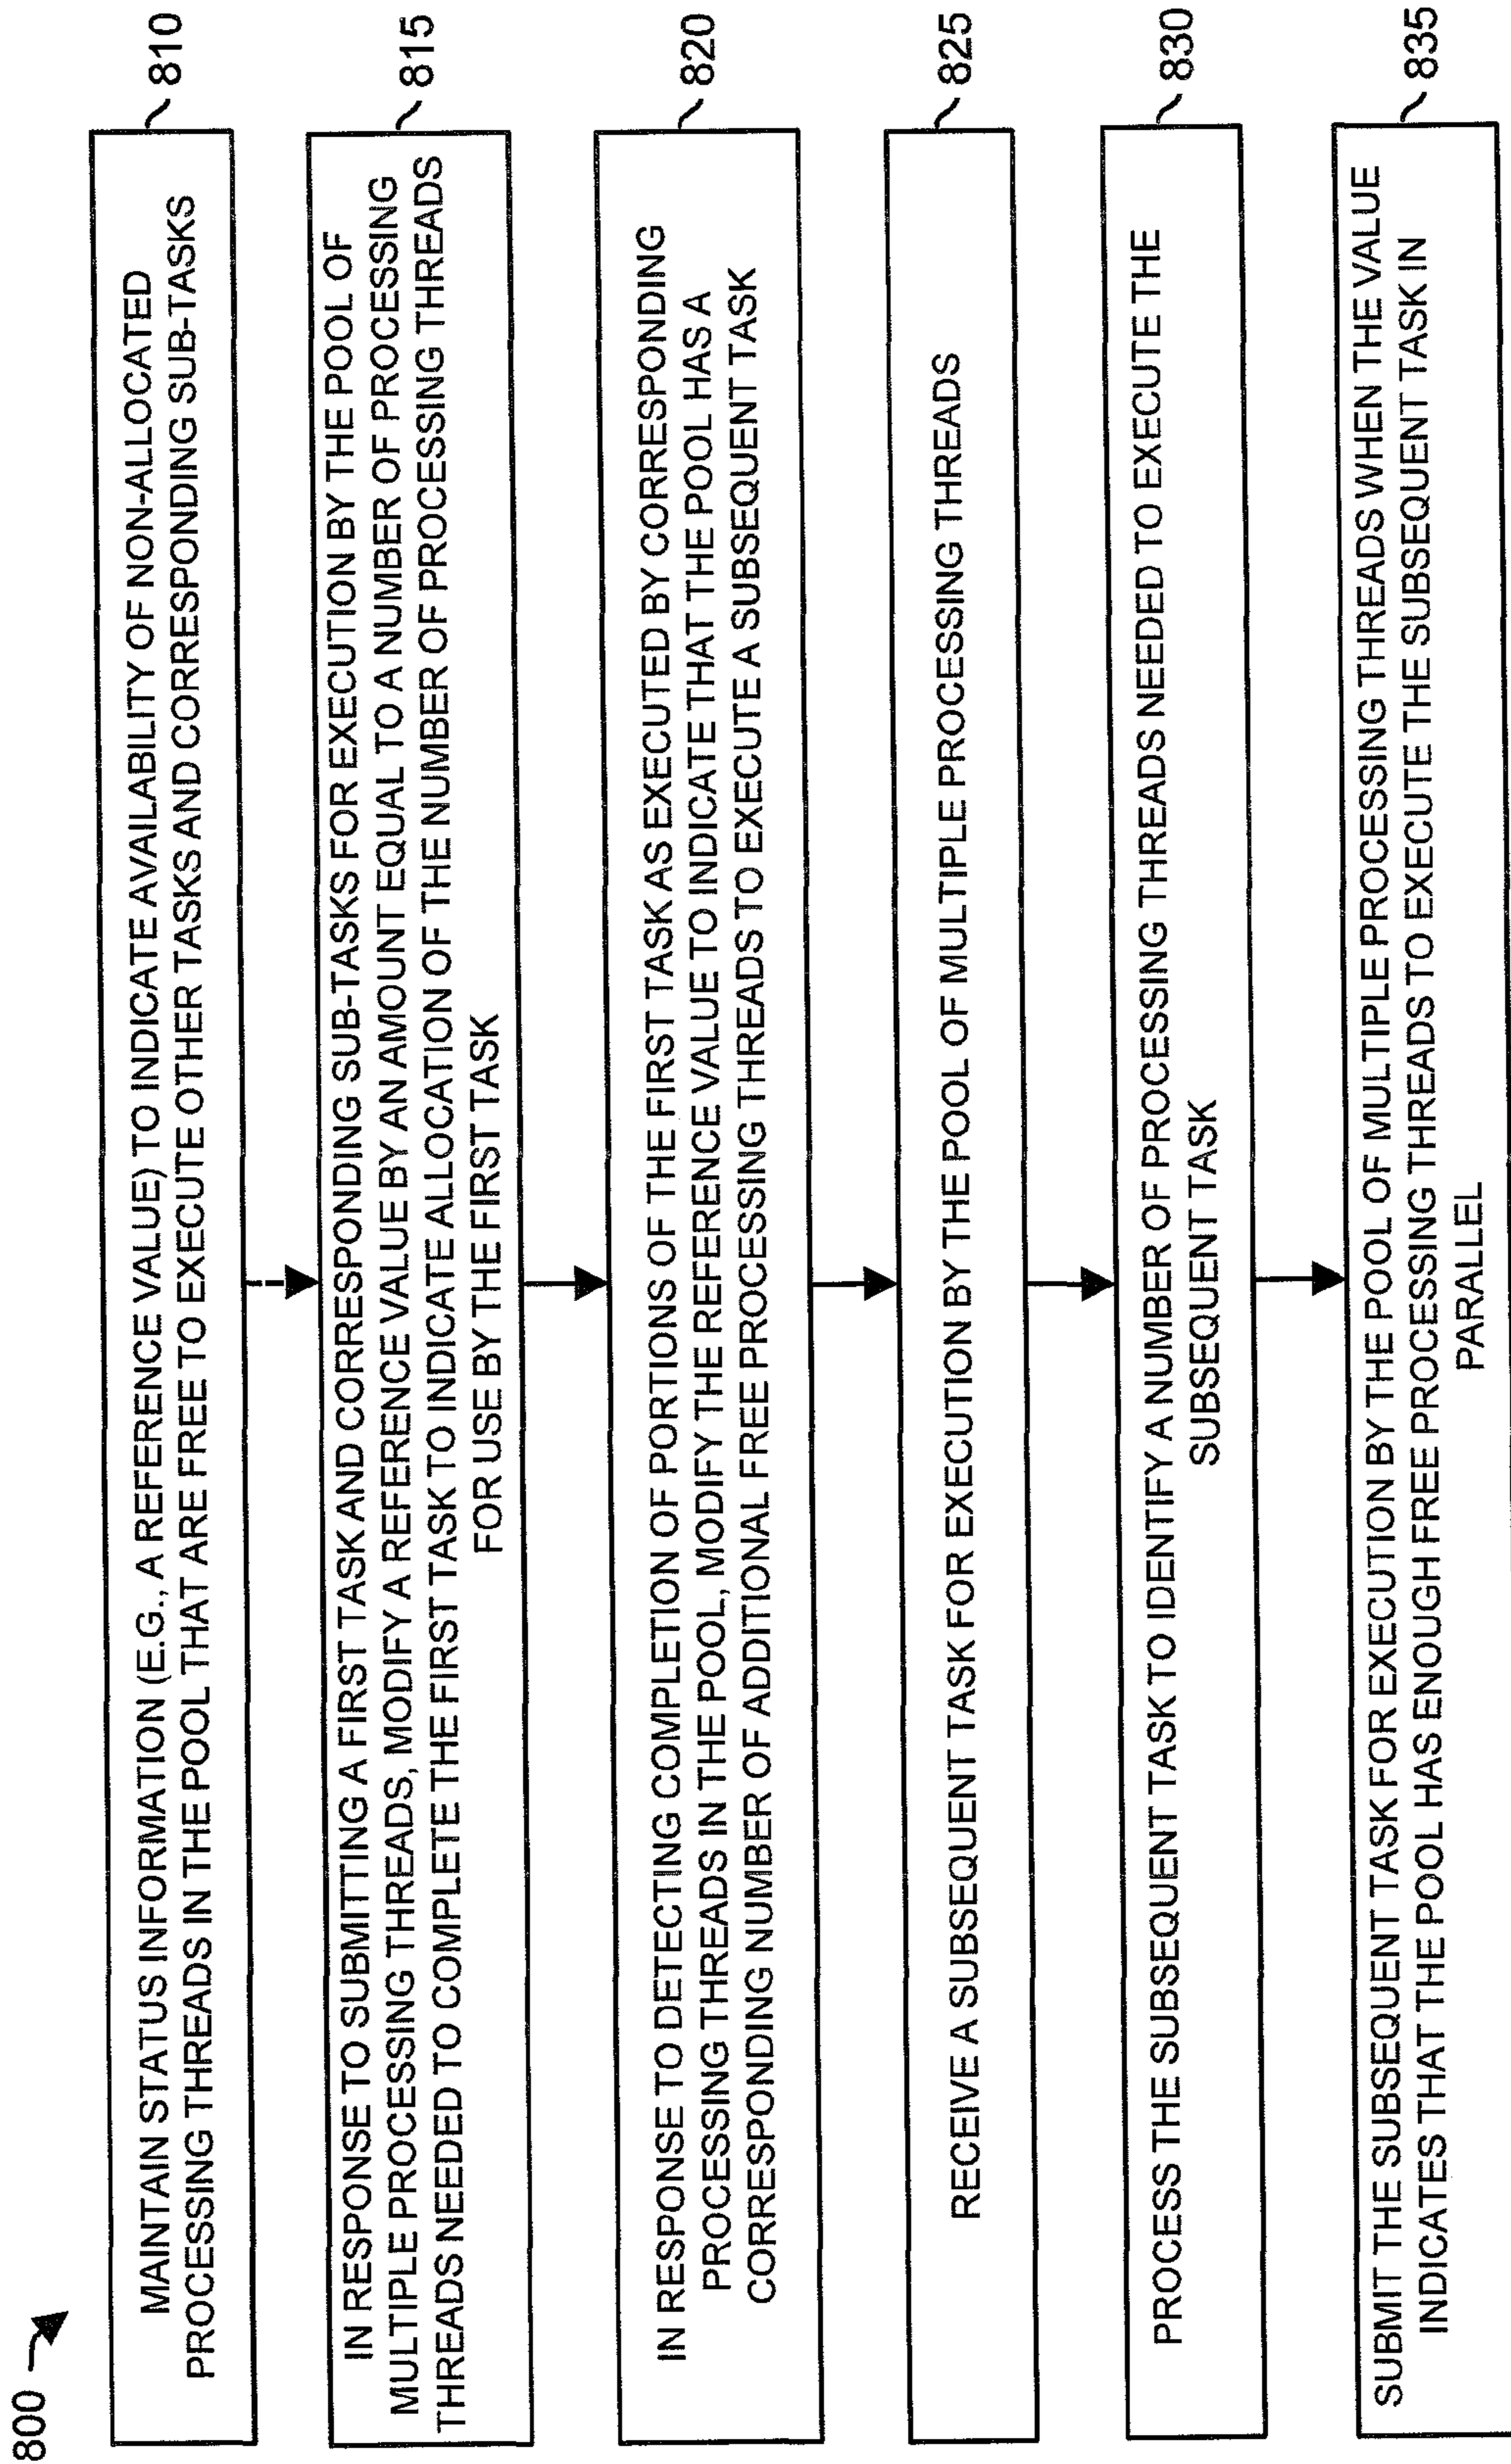 800
MAINTAIN STATUS INFORMATION (E.G., A REFERENCE VALUE) TO INDICATE AVAILABILITY OF NON-ALLOCATED
PROCESSING THREADS IN THE POOL THAT ARE FREE TO EXECUTE OTHER TASKS AND CORRESPONDING SUB-TASKS
810
IN RESPONSE TO SUBMITTING A FIRST TASK AND CORRESPONDING SUB-TASKS FOR EXECUTION BY THE POOL OF
MULTIPLE PROCESSING THREADS, MODIFY A REFERENCE VALUE BY AN AMOUNT EQUAL TO A NUMBER OF PROCESSING
THREADS NEEDED TO COMPLETE THE FIRST TASK TO INDICATE ALLOCATION OF THE NUMBER OF PROCESSING THREADS
FOR USE BY THE FIRST TASK
815
IN RESPONSE TO DETECTING COMPLETION OF PORTIONS OF THE FIRST TASK AS EXECUTED BY CORRESPONDING
PROCESSING THREADS IN THE POOL, MODIFY THE REFERENCE VALUE TO INDICATE THAT THE POOL HAS A
CORRESPONDING NUMBER OF ADDITIONAL FREE PROCESSING THREADS TO EXECUTE A SUBSEQUENT TASK
820
RECEIVE A SUBSEQUENT TASK FOR EXECUTION BY THE POOL OF MULTIPLE PROCESSING THREADS
825
PROCESS THE SUBSEQUENT TASK TO IDENTIFY A NUMBER OF PROCESSING THREADS NEEDED TO EXECUTE THE
SUBSEQUENT TASK
830
SUBMIT THE SUBSEQUENT TASK FOR EXECUTION BY THE POOL OF MULTIPLE PROCESSING THREADS WHEN THE VALUE
INDICATES THAT THE POOL HAS ENOUGH FREE PROCESSING THREADS TO EXECUTE THE SUBSEQUENT TASK IN
PARALLEL
835